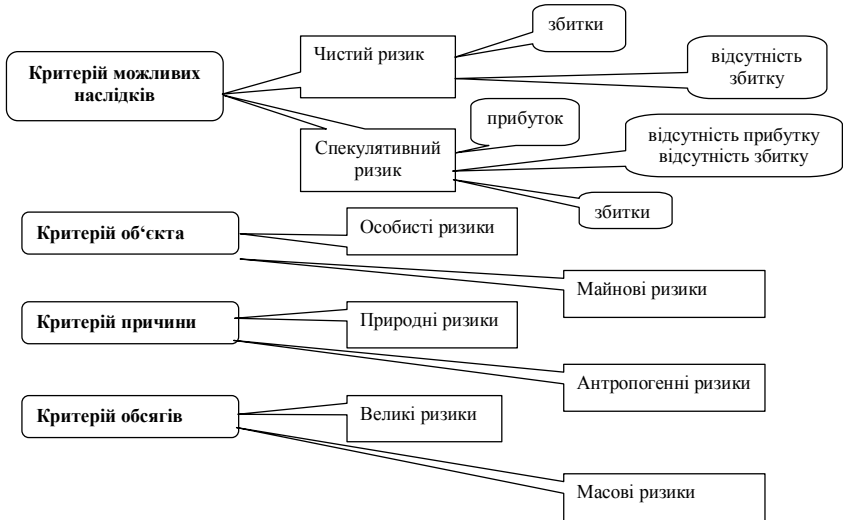 збитки
Чистий ризик
відсутність
збитку
Критерій можливих
наслідків
прибуток
Спекулятивний
ризик
відсутність прибутку
відсутність збитку
збитки
Критерій об‘єкта
Особисті ризики
Майнові ризики
Критерій причини
Природні ризики
Антропогенні ризики
Критерій обсягів
Великі ризики
Масові ризики